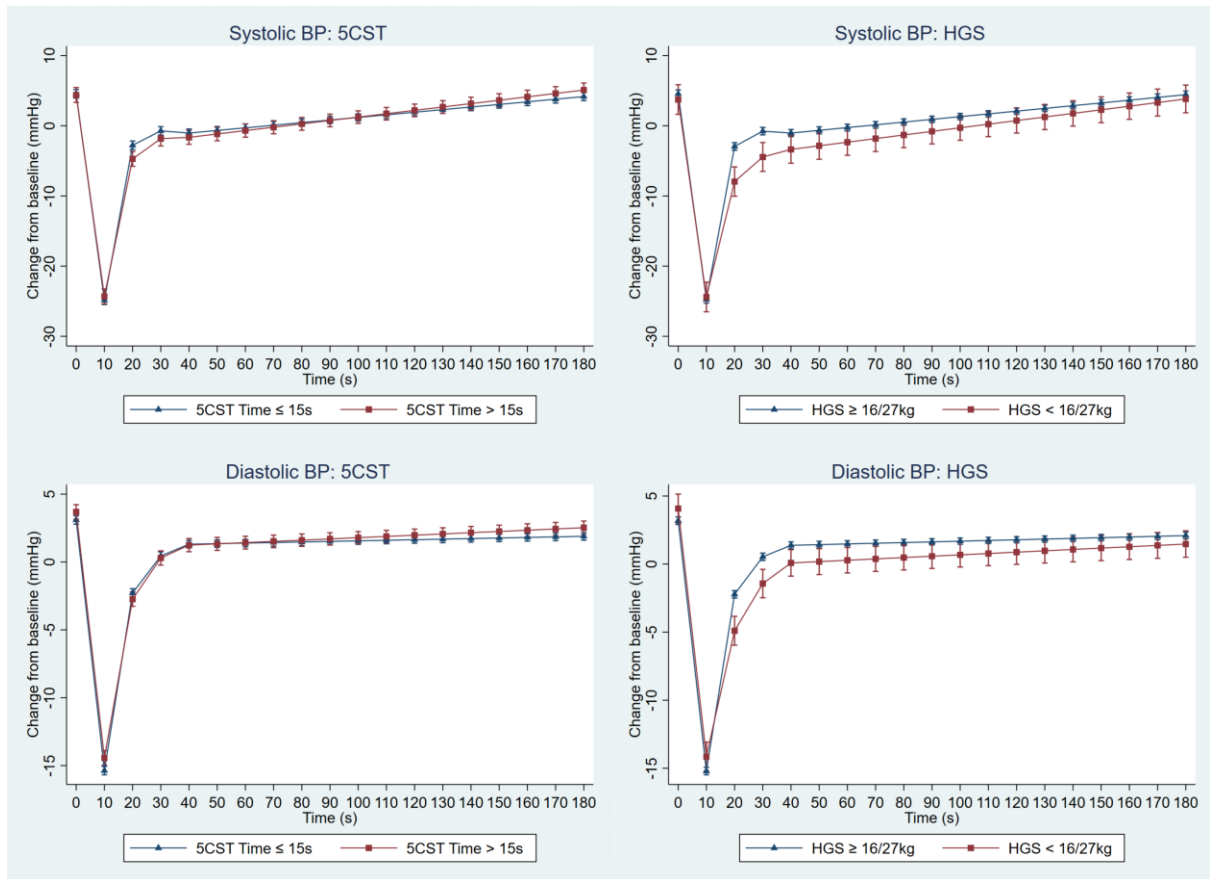 Systolic BP: 5CST
Change from baseline (mmHg)
10
0
-10
-20
-30
0 10 20 30 40 50 60 70 80 90 100 110 120 130 140 150 160 170 180
Time (s)
5CST Time ≤ 15s 5CST Time > 15s
Systolic BP: HGS
Change from baseline (mmHg)
10
0
-10
-20
-30
0 10 20 30 40 50 60 70 80 90 100 110 120 130 140 150 160 170 180
Time (s)
HGS ≥ 16/27kg HGS < 16/27kg
Diastolic BP: 5CST
Change from baseline (mmHg)
5
0
-5
-10
-15
0 10 20 30 40 50 60 70 80 90 100 110 120 130 140 150 160 170 180
Time (s)
5CST Time ≤ 15s 5CST Time > 15s
Diastolic BP: HGS
Change from baseline (mmHg)
5
0
-5
-10
-15
0 10 20 30 40 50 60 70 80 90 100 110 120 130 140 150 160 170 180
Time (s)
HGS ≥ 16/27kg HGS < 16/27kg